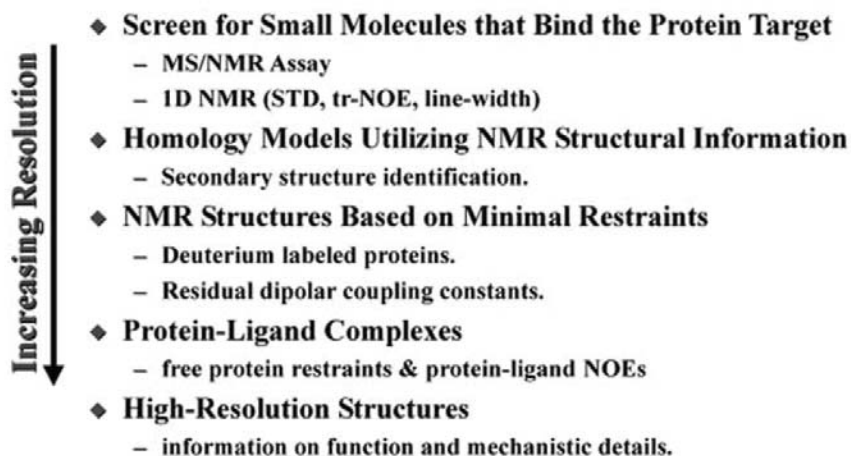 Increasing Resolution
◆ Screen for Small Molecules that Bind the Protein Target
– MS/NMR Assay
– 1D NMR (STD, tr-NOE, line-width)
◆ Homology Models Utilizing NMR Structural Information
– Secondary structure identification.
◆ NMR Structures Based on Minimal Restraints
– Deuterium labeled proteins.
– Residual dipolar coupling constants.
◆ Protein-Ligand Complexes
– free protein restraints & protein-ligand NOEs
◆ High-Resolution Structures
– information on function and mechanistic details.